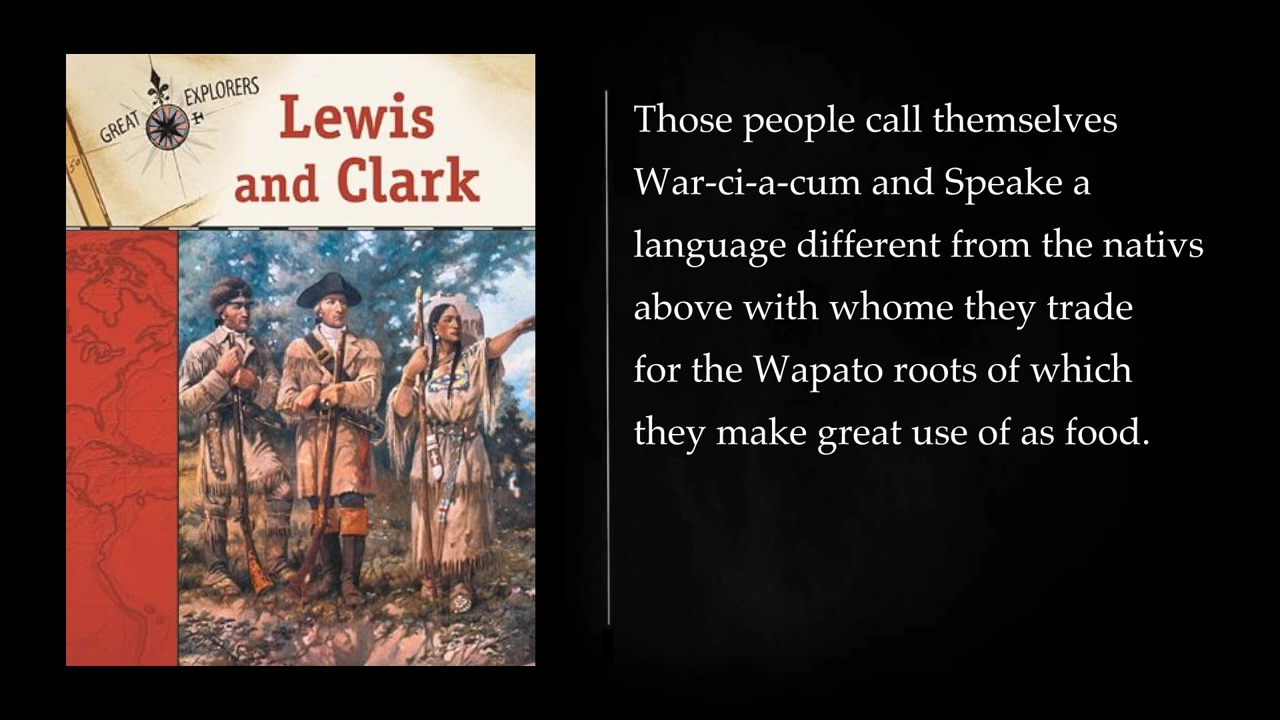 GREAT EXPLORERS
Lewis
and Clark
Those people call themselves
War-ci-a-cum and Speake a
language different from the nativs
above with whome they trade
for the Wapato roots of which
they make great use of as food.